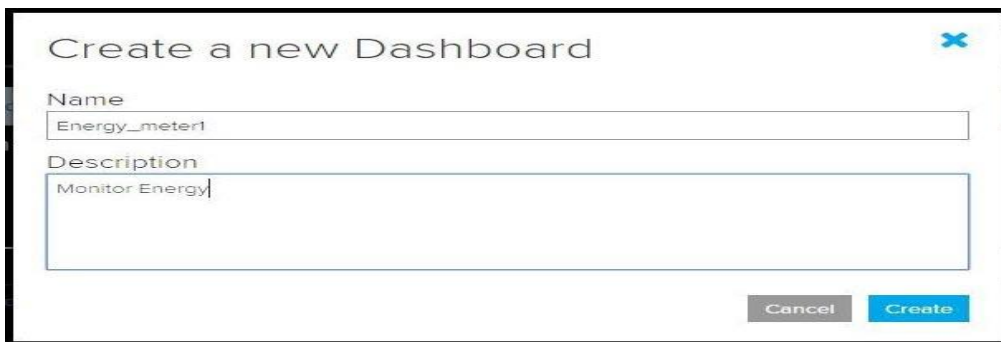 Create a new Dashboard
Name
Energy_meter1
Description
Monitor Energy
Cancel Create